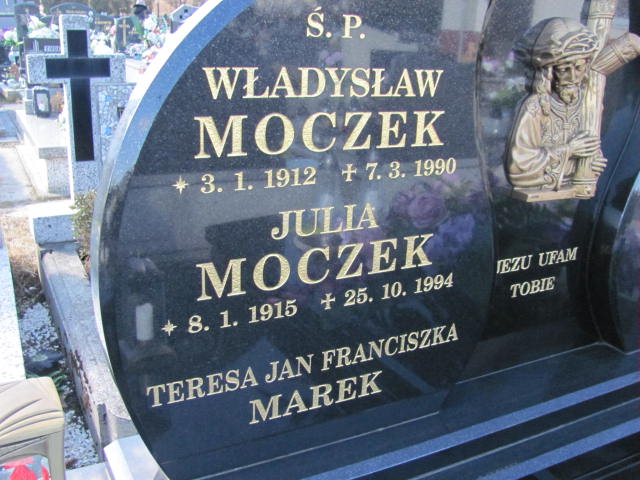 Ś. P.
WŁADYSŁAW
MOCZEK
✶ 3. 1. 1912 ✝ 7. 3. 1990
JULIA
MOCZEK
✶ 8. 1. 1915 ✝ 25. 10. 1994
TERESA JAN FRANCISZKA
MAREK
JEZU UFAM
TOBIE